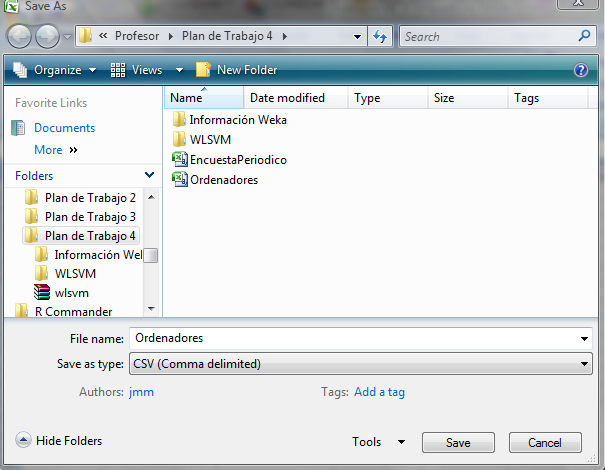 Save As
« Profesor Plan de Trabajo 4
Search
Organize Views New Folder
Favorite Links
Documents
More »
Folders
Plan de Trabajo 2
Plan de Trabajo 3
Plan de Trabajo 4
Información Wel
WLSVM
wlsvm
R Commander
Name Date modified Type Size Tags
Información Weka
WLSVM
EncuestaPeriodico
Ordenadores
File name: Ordenadores
Save as type: CSV (Comma delimited)
Authors: jmm Tags: Add a tag
Hide Folders Tools Save Cancel